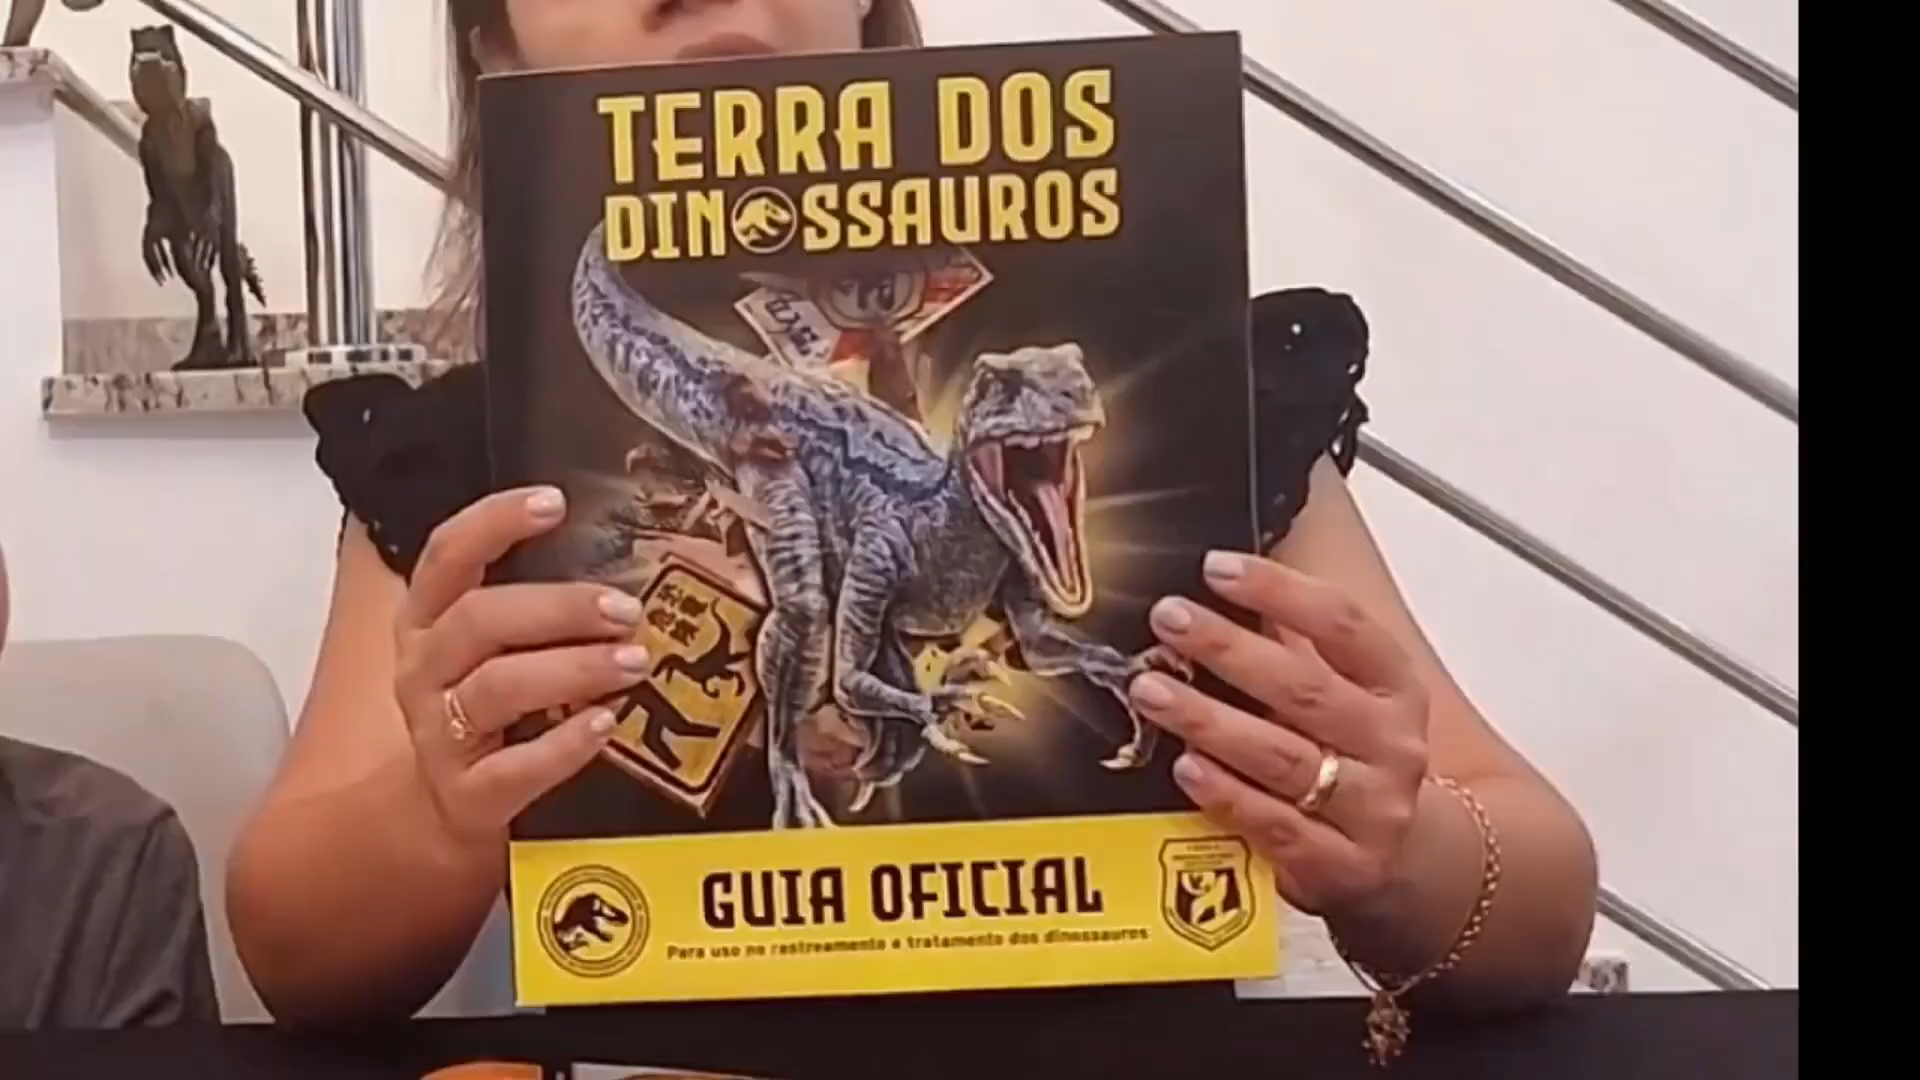 TERRA DOS
DINOSSAUROS
GUIA OFICIAL
Para uso no rastreamento e tratamento dos dinossauros